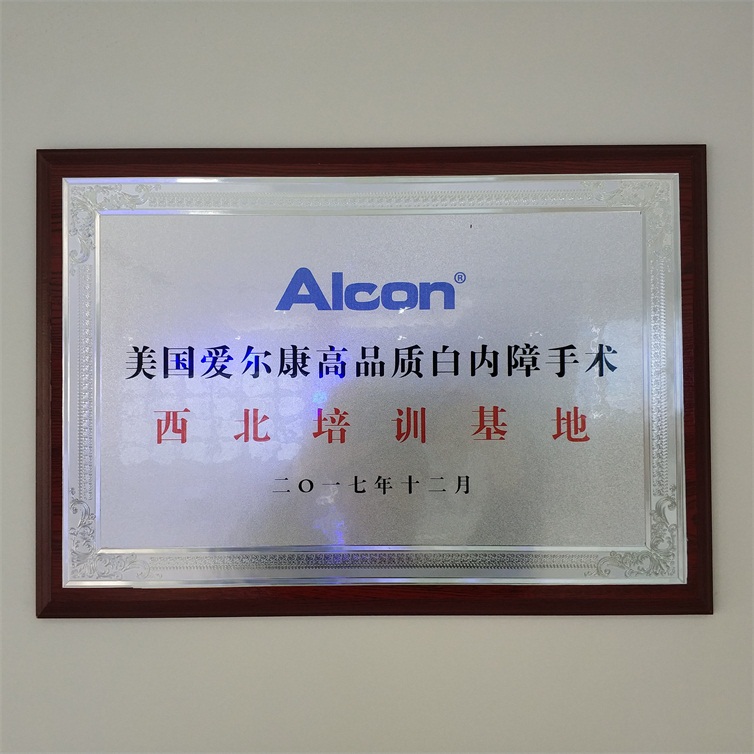 Alcon®
美国爱尔康高品质白内障手术
西北培训基地
二〇一七年十二月